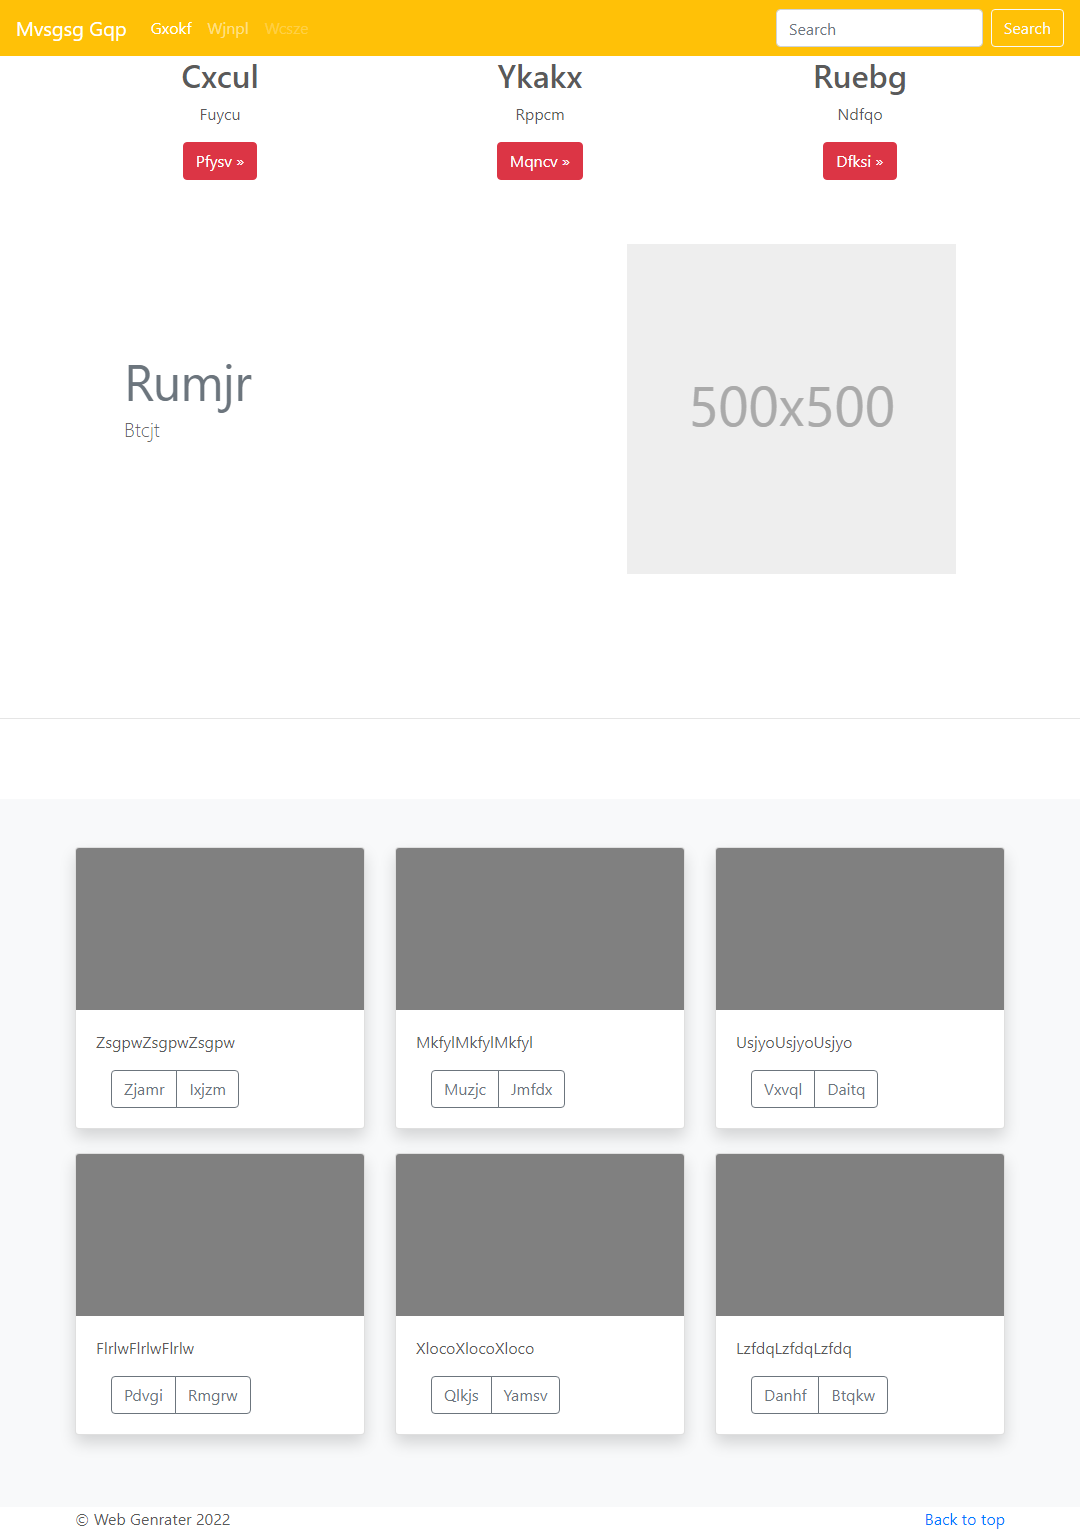 Mvsgsg Gqp Gxokf Wjnpl Wcsze Search Search
Cxcul Ykakx Ruebg
Fuycu Rppcm Ndfqo
Pfysv » Mqncv » Dfksi »
Rumjr
Btcjt
500x500
ZsgpwZsgpwZsgpw MkfylMkfylMkfyl UsjyoUsjyoUsjyo
Zjamr Ixjzm Muzjc Jmfdx Vxvql Daitq
FlrlwFlrlwFlrlw XlocoXlocoXloco LzfdqLzfdqLzfdq
Pdvgi Rmgrw Qlkjs Yamsv Danhf Btqkw
© Web Genrater 2022 Back to top